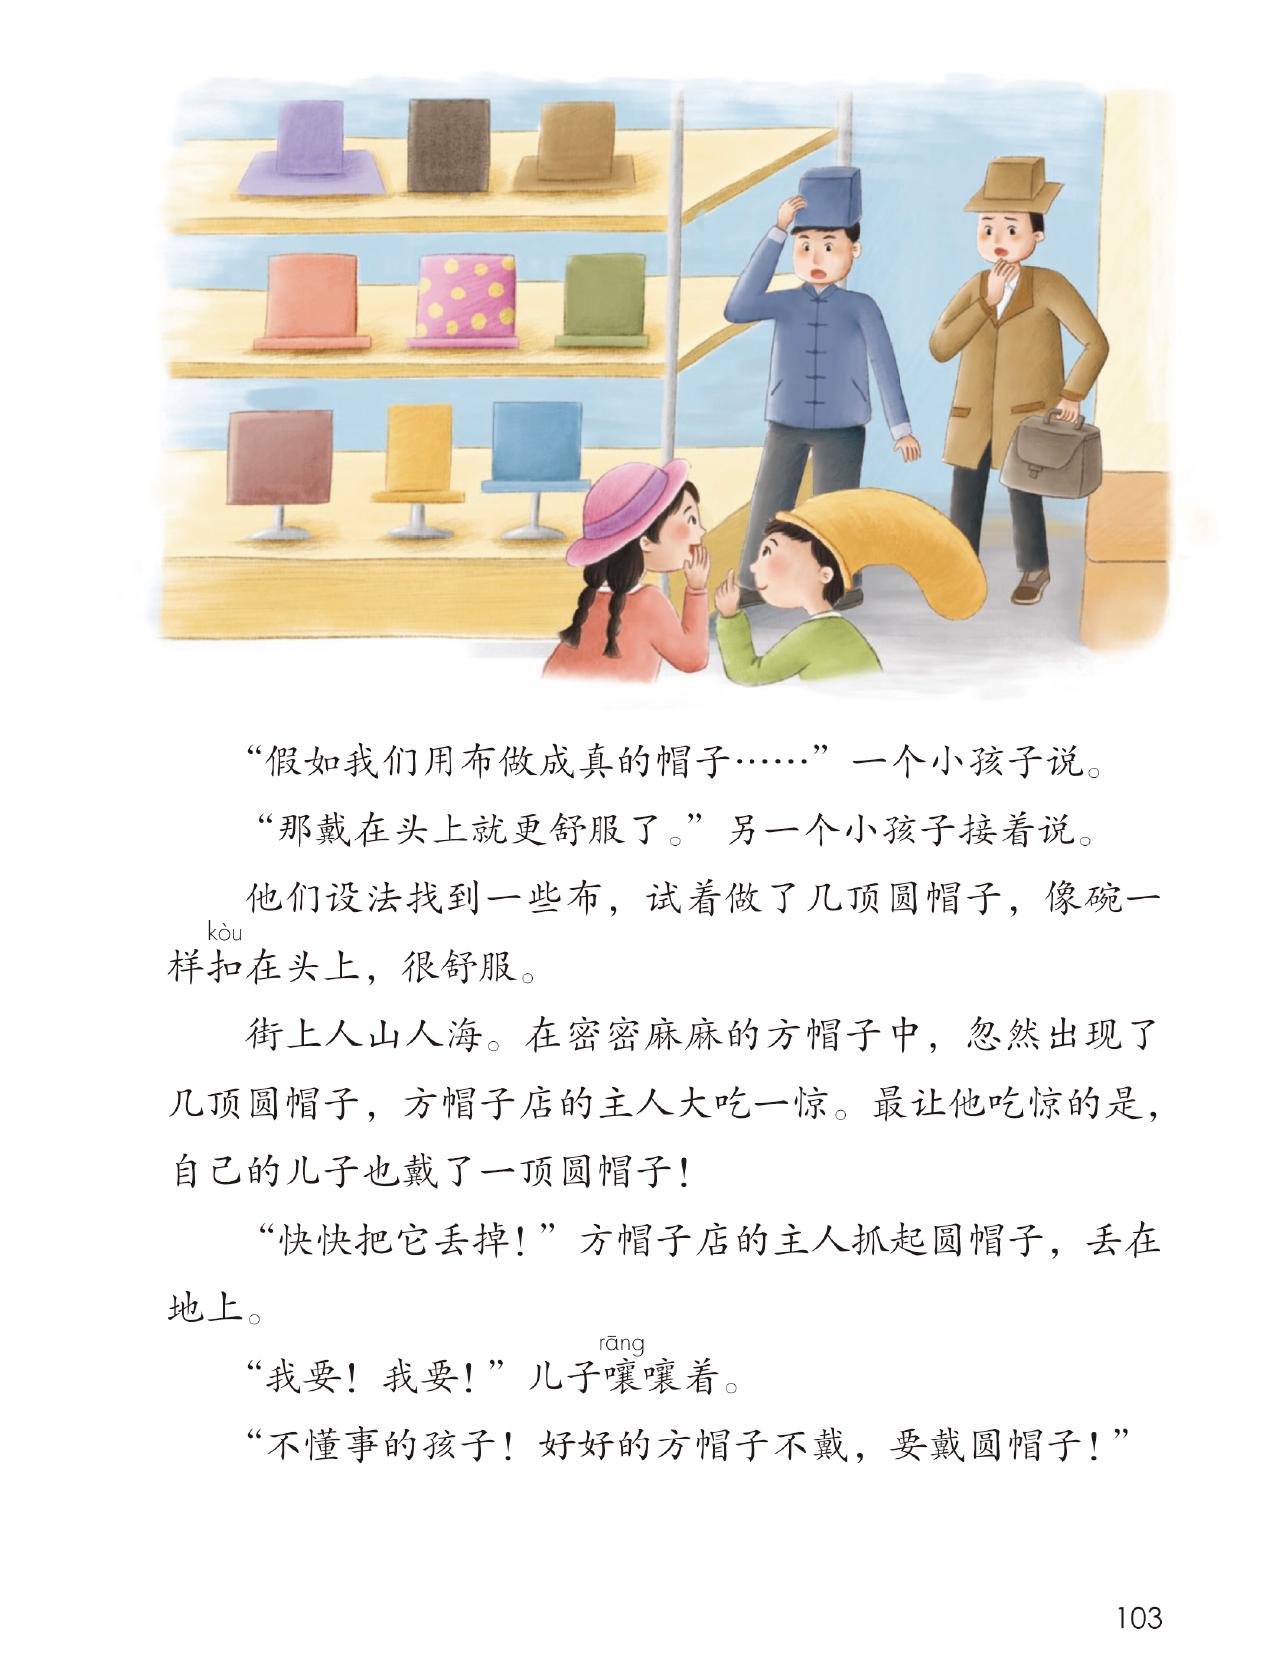 “假如我们用布做成真的帽子……”一个小孩子说。
“那戴在头上就更舒服了。”另一个小孩子接着说。
他们设法找到一些布，试着做了几顶圆帽子，像碗一
kòu
样扣在头上，很舒服。
街上人山人海。在密密麻麻的方帽子中，忽然出现了
几顶圆帽子，方帽子店的主人大吃一惊。最让他吃惊的是，
自己的儿子也戴了一顶圆帽子！
“快快把它丢掉！”方帽子店的主人抓起圆帽子，丢在
地上。
rāng
“我要！我要！”儿子嚷嚷着。
“不懂事的孩子！好好的方帽子不戴，要戴圆帽子！”
103